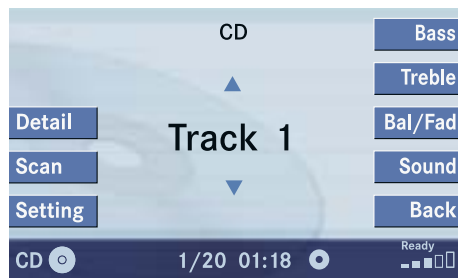 CD
Bass
Treble
Detail
Track 1
Bal/Fad
Scan
Sound
Setting
Back
CD
1/20 01:18
Ready